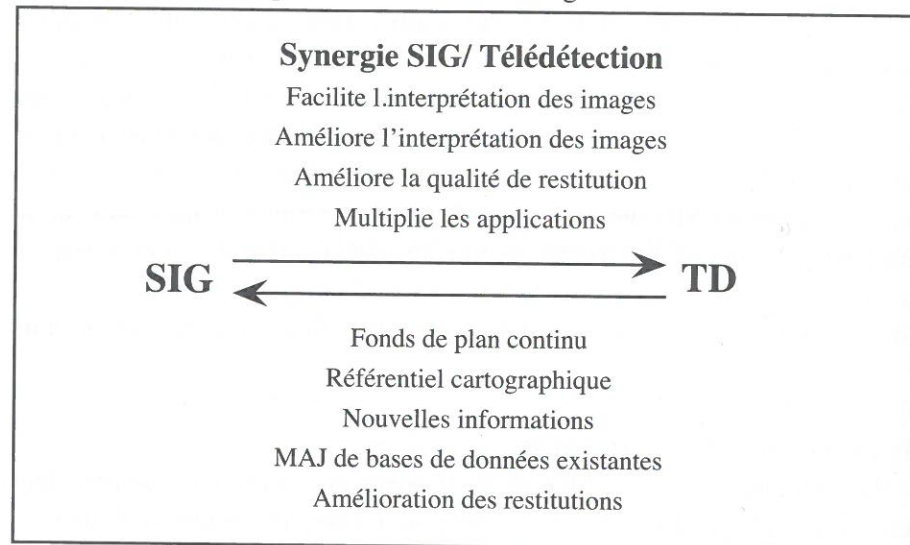 Synergie SIG/ Télédétection
Facilite l.interprétation des images
Améliore l'interprétation des images
Améliore la qualité de restitution
Multiplie les applications
SIG TD
Fonds de plan continu
Référentiel cartographique
Nouvelles informations
MAJ de bases de données existantes
Amélioration des restitutions